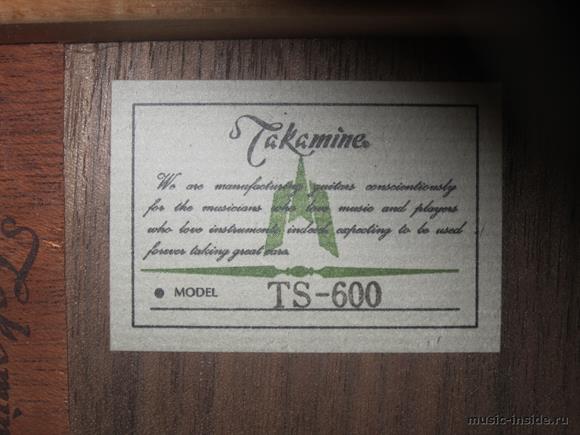 Takamine®
We are manufacturing guitars conscientiously
for the musicians who love music and players
who love instruments indeed, expecting to be used
forever taking great cars.
MODEL TS-600
music-inside.ru